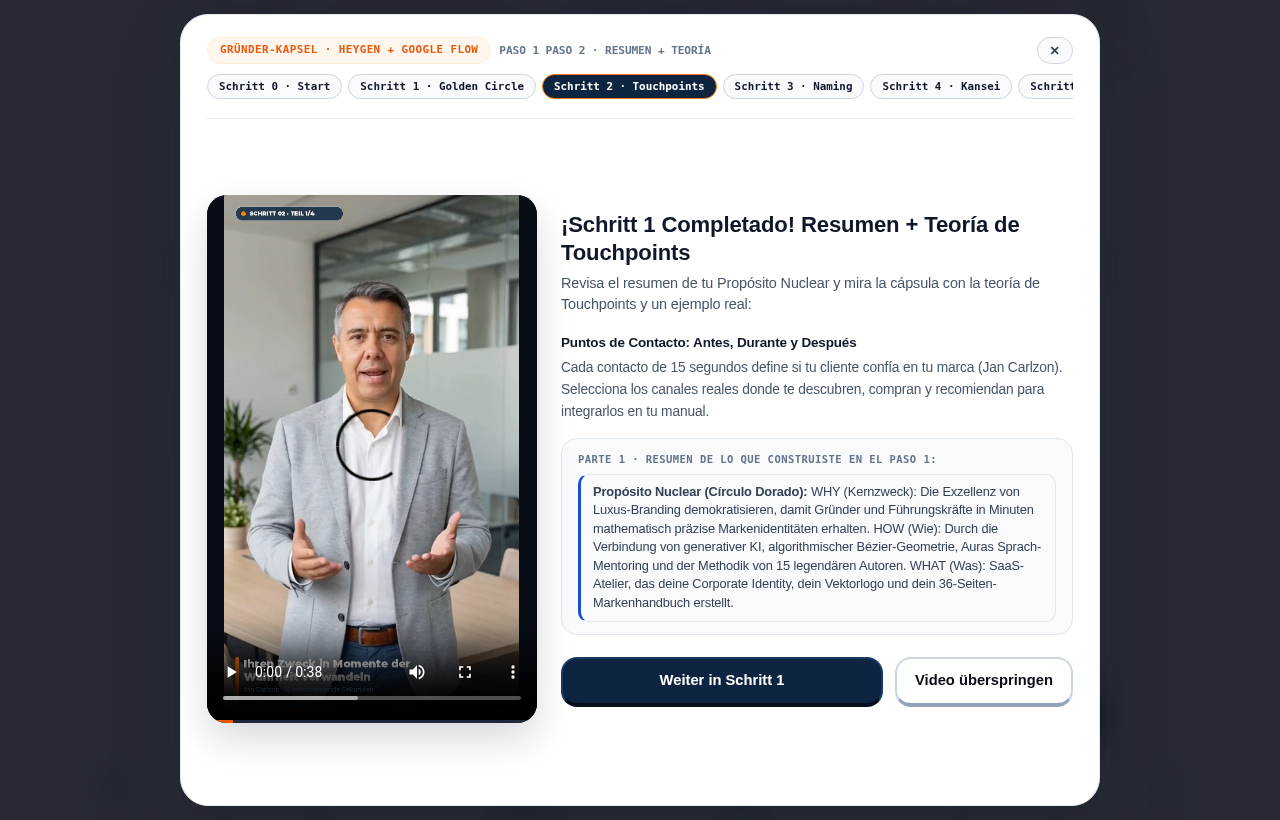 GRÜNDER-KAPSEL · HEYGEN + GOOGLE FLOW
PASO 1 PASO 2 · RESUMEN + TEORÍA
✕
Schritt 0 · Start
Schritt 1 · Golden Circle
Schritt 2 · Touchpoints
Schritt 3 · Naming
Schritt 4 · Kansei
Schritt
SCHRITT 02 · TEIL 1/4
Ihren Zweck in Momente der
Wahrheit verwandeln
0:00 / 0:38
¡Schritt 1 Completado! Resumen + Teoría de
Touchpoints
Revisa el resumen de tu Propósito Nuclear y mira la cápsula con la teoría de
Touchpoints y un ejemplo real:
Puntos de Contacto: Antes, Durante y Después
Cada contacto de 15 segundos define si tu cliente confía en tu marca (Jan Carlzon).
Selecciona los canales reales donde te descubren, compran y recomiendan para
integrarlos en tu manual.
PARTE 1 · RESUMEN DE LO QUE CONSTRUISTE EN EL PASO 1:
Propósito Nuclear (Círculo Dorado): WHY (Kernzweck): Die Exzellenz von
Luxus-Branding demokratisieren, damit Gründer und Führungskräfte in Minuten
mathematisch präzise Markenidentitäten erhalten. HOW (Wie): Durch die
Verbindung von generativer KI, algorithmischer Bézier-Geometrie, Auras Sprach-
Mentoring und der Methodik von 15 legendären Autoren. WHAT (Was): SaaS-
Atelier, das deine Corporate Identity, dein Vektorlogo und dein 36-Seiten-
Markenhandbuch erstellt.
Weiter in Schritt 1
Video überspringen